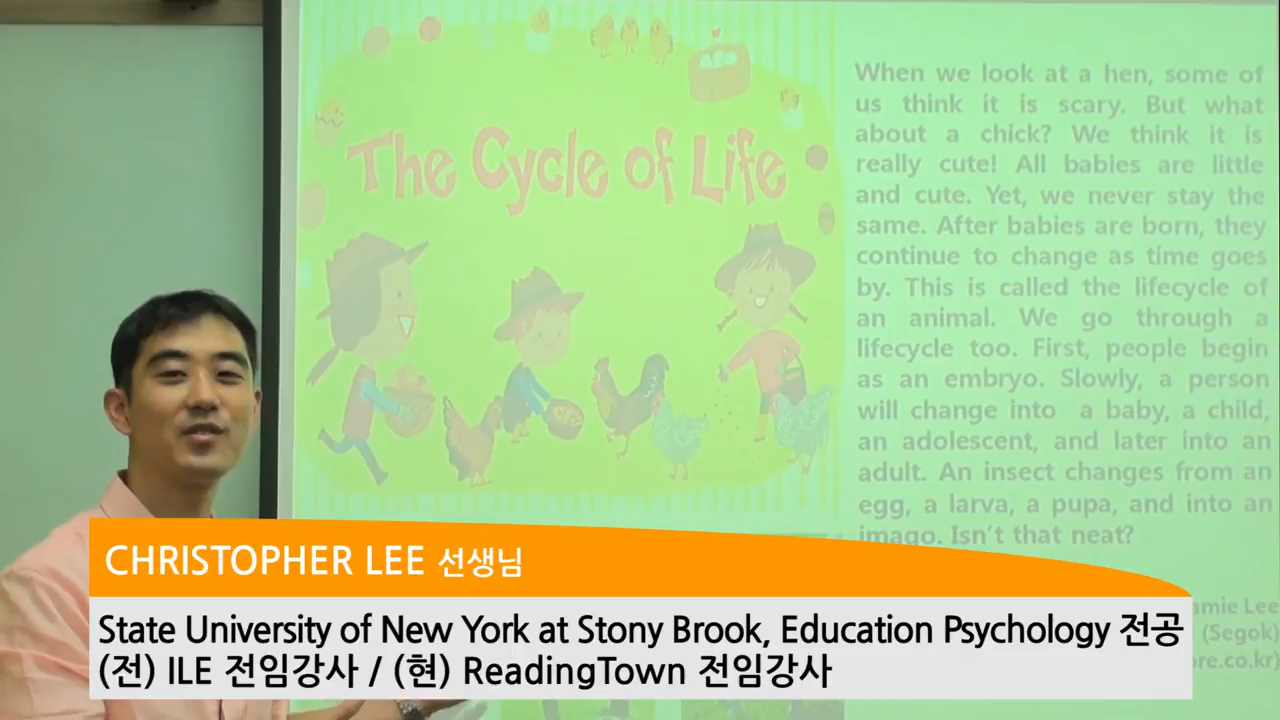 The Cycle of Life
When we look at a hen, some of
us think it is scary. But what
about a chick? We think it is
really cute! All babies are little
and cute. Yet, we never stay the
same. After babies are born, they
continue to change as time goes
by. This is called the lifecycle of
an animal. We go through a
lifecycle too. First, people begin
as an embryo. Slowly, a person
will change into a baby, a child,
an adolescent, and later into an
adult. An insect changes from an
egg, a larva, a pupa, and into an
imago. Isn't that neat?
amie Lee
(Segok)
ore.co.kr)
CHRISTOPHER LEE 선생님
State University of New York at Stony Brook, Education Psychology 전공
(전) ILE 전임강사 / (현) ReadingTown 전임강사